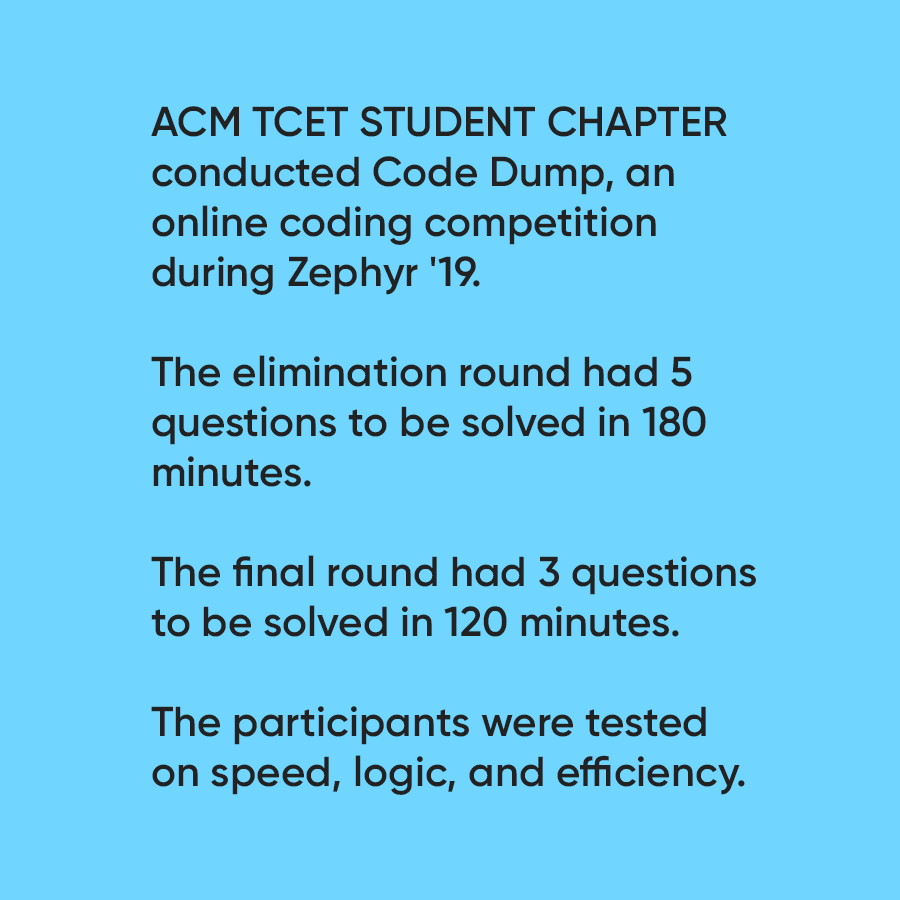 ACM TCET STUDENT CHAPTER
conducted Code Dump, an
online coding competition
during Zephyr '19.
The elimination round had 5
questions to be solved in 180
minutes.
The final round had 3 questions
to be solved in 120 minutes.
The participants were tested
on speed, logic, and efficiency.